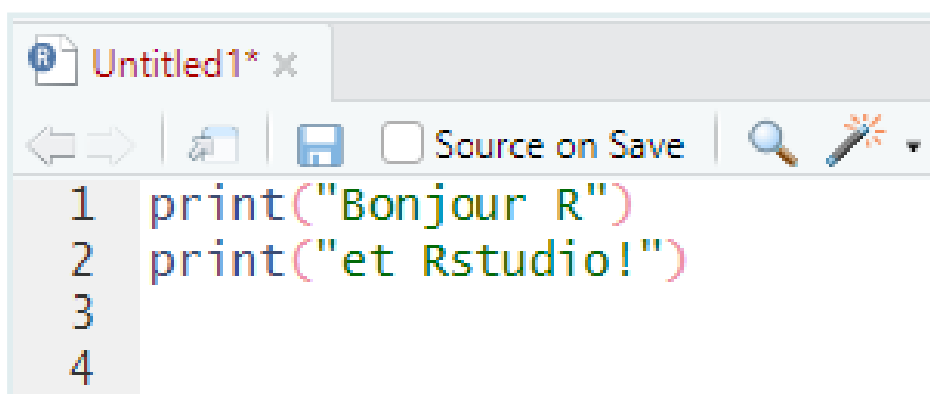 Untitled1*
Source on Save
1 print("Bonjour R")
2 print("et Rstudio!")
3
4